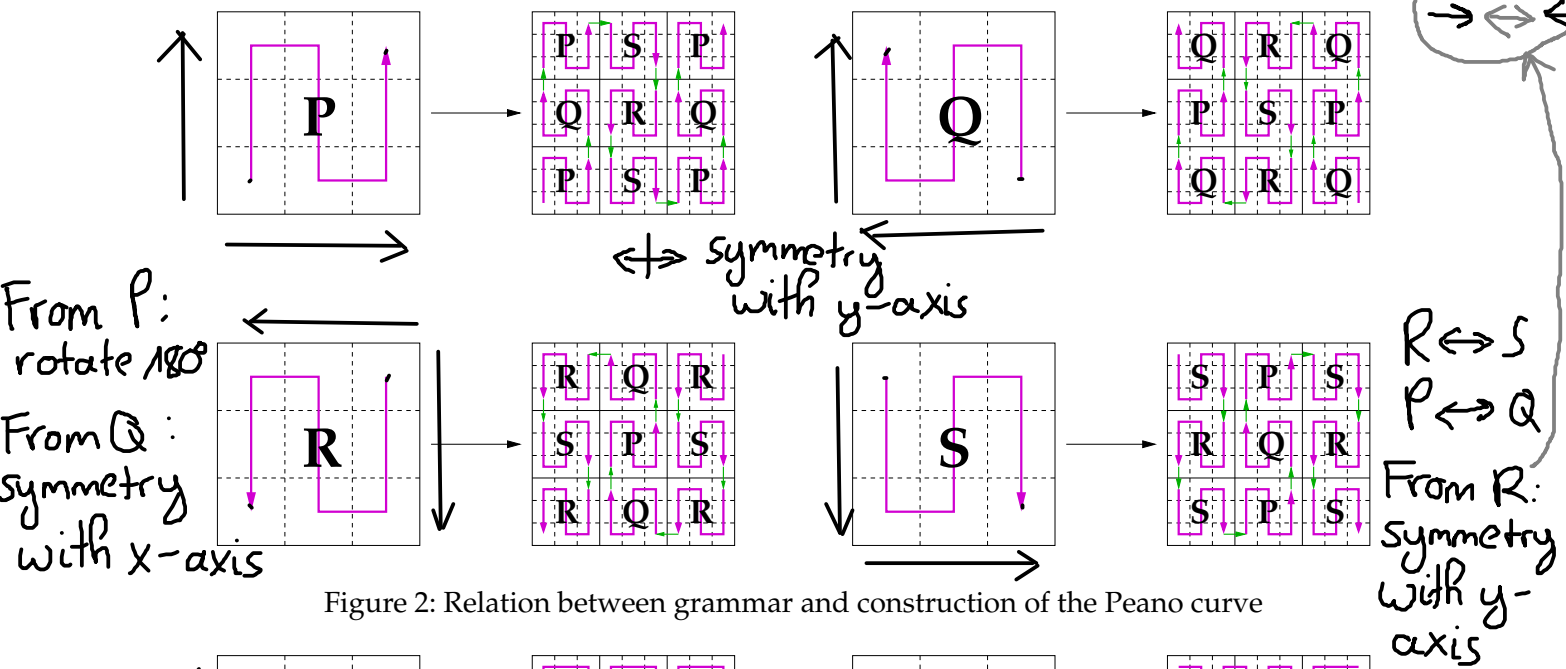 P
P S P
Q R Q
P S P
Q
Q R Q
P S P
Q R Q
symmetry
with y-axis
From P:
rotate 180°
From Q:
symmetry
with x-axis
R
R Q R
S P S
R Q R
S
S P S
R Q R
S P S
R ↔ S
P ↔ Q
From R:
symmetry
with y-
axis
Figure 2: Relation between grammar and construction of the Peano curve